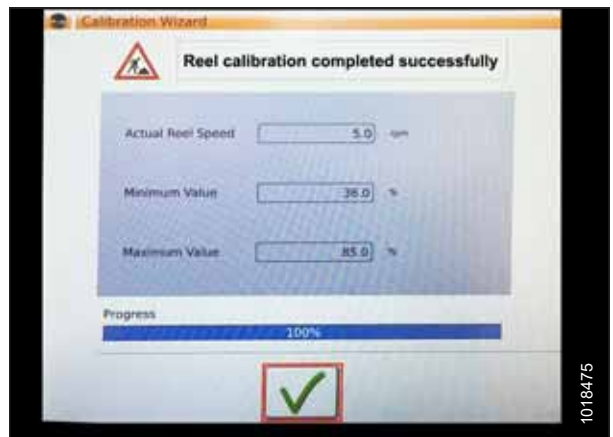 Calibration Wizard
Reel calibration completed successfully
Actual Reel Speed 5.0 rpm
Minimum Value 36.0 %
Maximum Value 85.0 %
Progress
100%
1018475